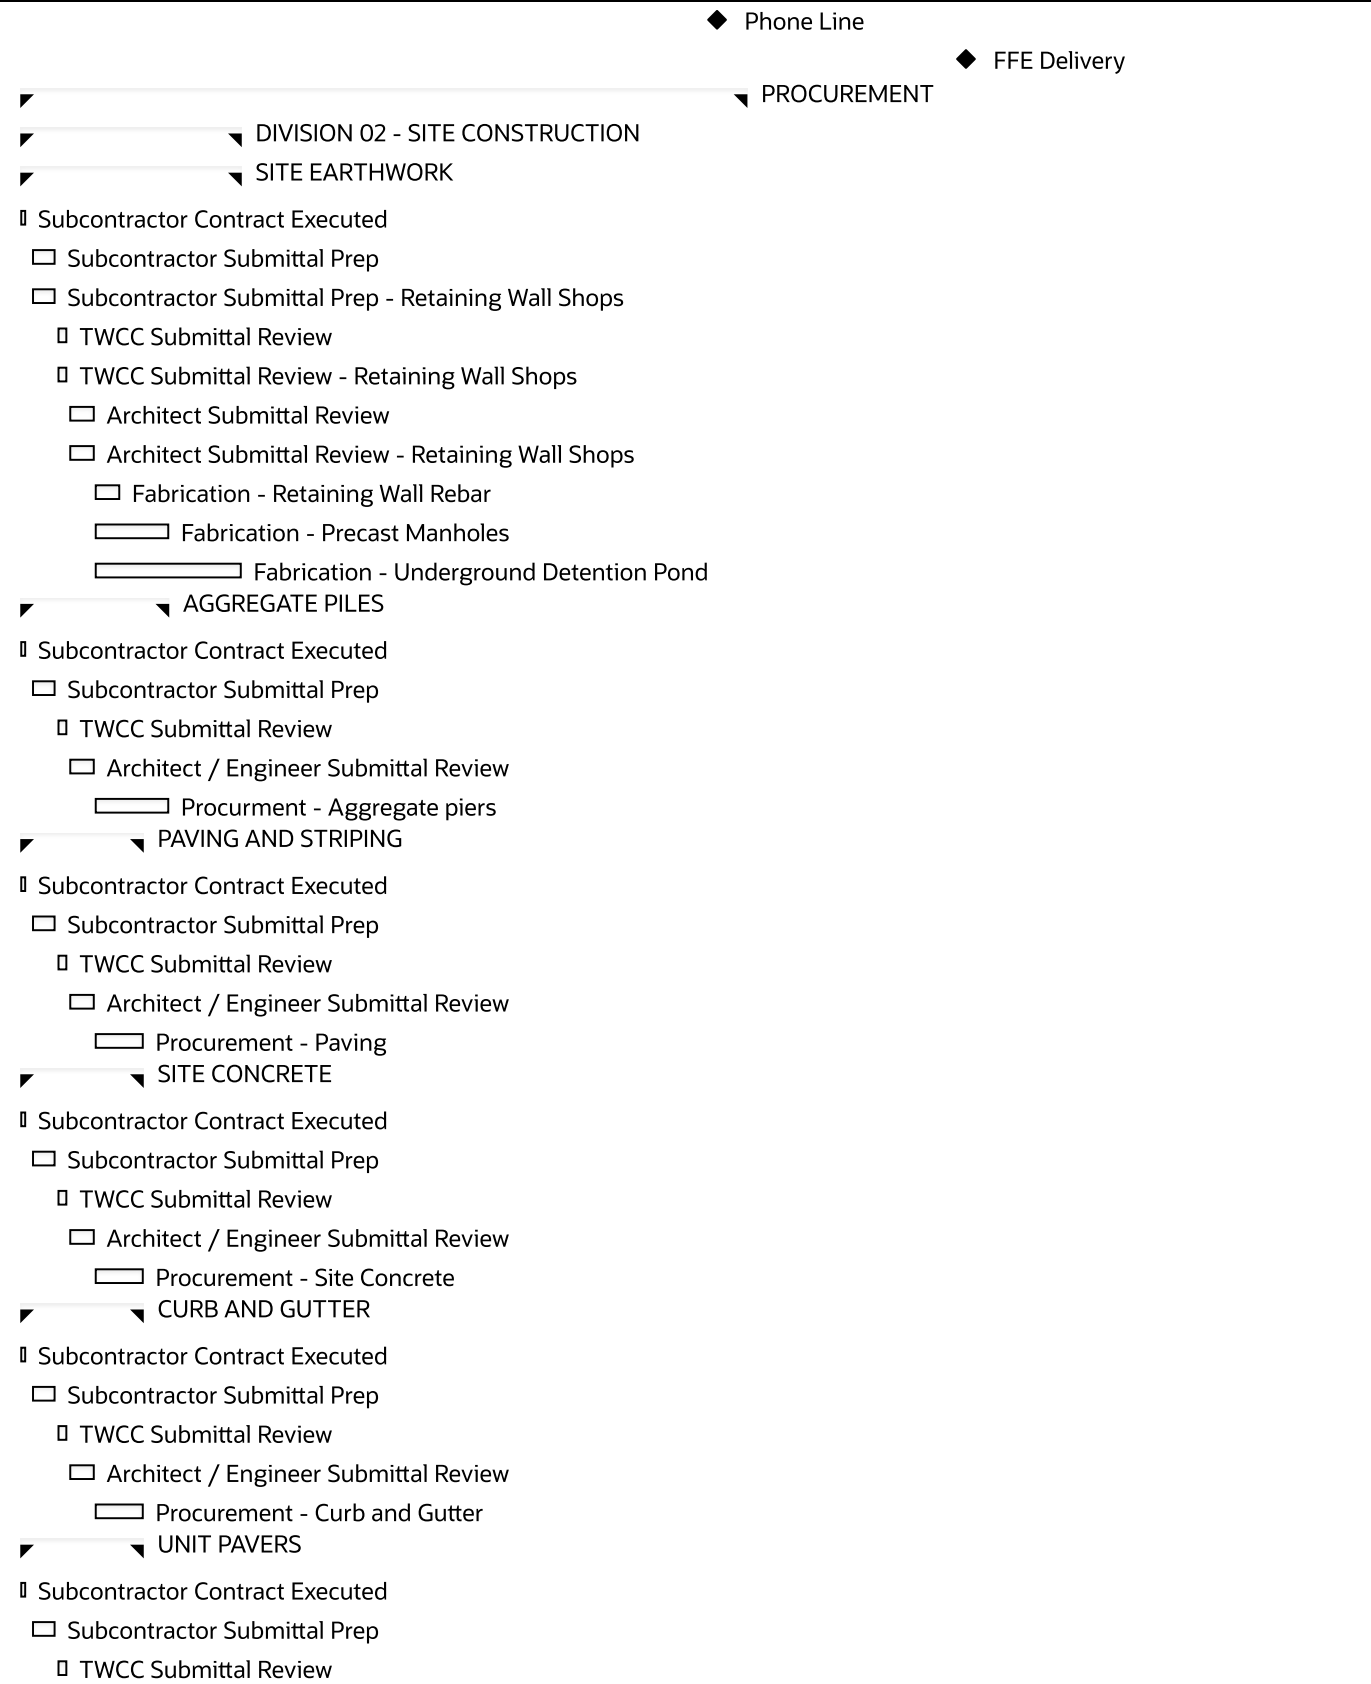 Phone Line
FFE Delivery
PROCUREMENT
DIVISION 02 - SITE CONSTRUCTION
SITE EARTHWORK
Subcontractor Contract Executed
Subcontractor Submittal Prep
Subcontractor Submittal Prep - Retaining Wall Shops
TWCC Submittal Review
TWCC Submittal Review - Retaining Wall Shops
Architect Submittal Review
Architect Submittal Review - Retaining Wall Shops
Fabrication - Retaining Wall Rebar
Fabrication - Precast Manholes
Fabrication - Underground Detention Pond
AGGREGATE PILES
Subcontractor Contract Executed
Subcontractor Submittal Prep
TWCC Submittal Review
Architect / Engineer Submittal Review
Procurment - Aggregate piers
PAVING AND STRIPING
Subcontractor Contract Executed
Subcontractor Submittal Prep
TWCC Submittal Review
Architect / Engineer Submittal Review
Procurement - Paving
SITE CONCRETE
Subcontractor Contract Executed
Subcontractor Submittal Prep
TWCC Submittal Review
Architect / Engineer Submittal Review
Procurement - Site Concrete
CURB AND GUTTER
Subcontractor Contract Executed
Subcontractor Submittal Prep
TWCC Submittal Review
Architect / Engineer Submittal Review
Procurement - Curb and Gutter
UNIT PAVERS
Subcontractor Contract Executed
Subcontractor Submittal Prep
TWCC Submittal Review